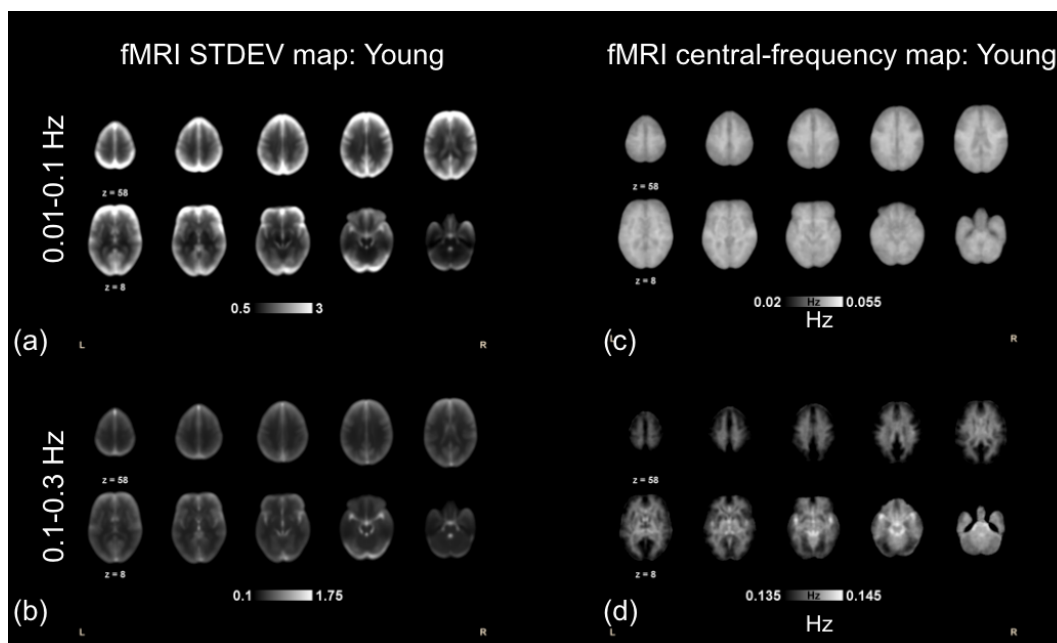 fMRI STDEV map: Young
fMRI central-frequency map: Young
0.01-0.1 Hz
z = 58
z = 8
0.5 3
(a)
L R
z = 58
z = 8
0.02 Hz 0.055
Hz
(c)
L R
0.1-0.3 Hz
z = 58
z = 8
0.1 1.75
(b)
L R
z = 58
z = 8
0.135 Hz 0.145
Hz
(d)
L R